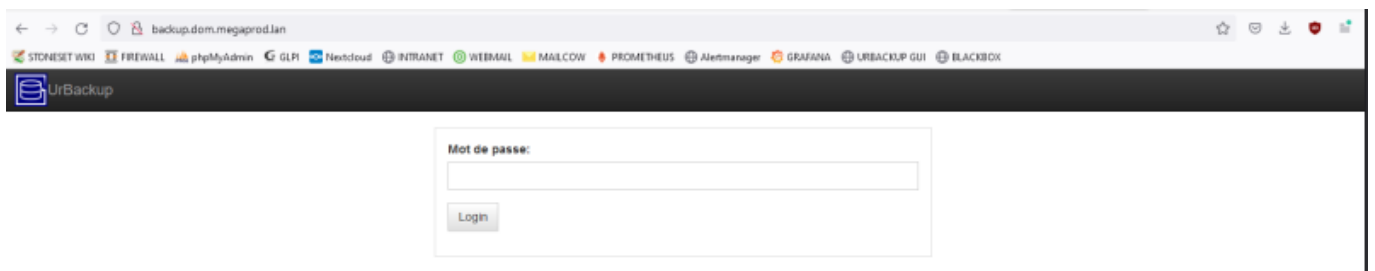 backup.dom.megaprod.lan
STONESET WIKI FIREWALL phpMyAdmin GLPI Nextcloud INTRANET WEBMAIL MAILCOW PROMETHEUS Alertmanager GRAFANA URBACKUP GUI BLACKBOX
UrBackup
Mot de passe:
Login